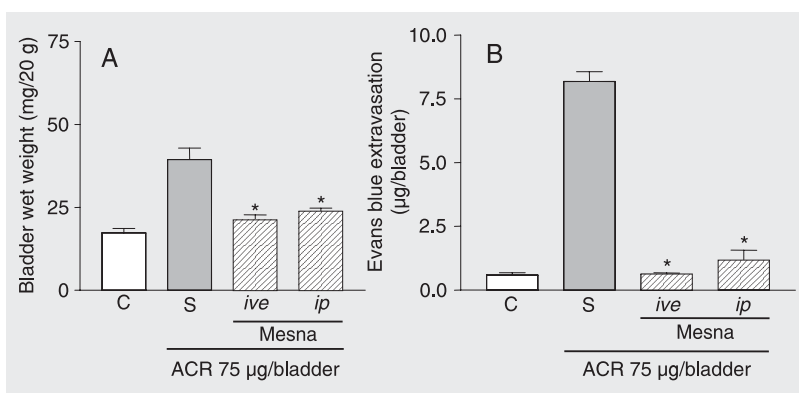 A
Bladder wet weight (mg/20 g)
75
50
25
0
*
*
C
S
ive
ip
Mesna
ACR 75 µg/bladder
B
Evans blue extravasation
(µg/bladder)
10.0
7.5
5.0
2.5
0.0
*
*
C
S
ive
ip
Mesna
ACR 75 µg/bladder